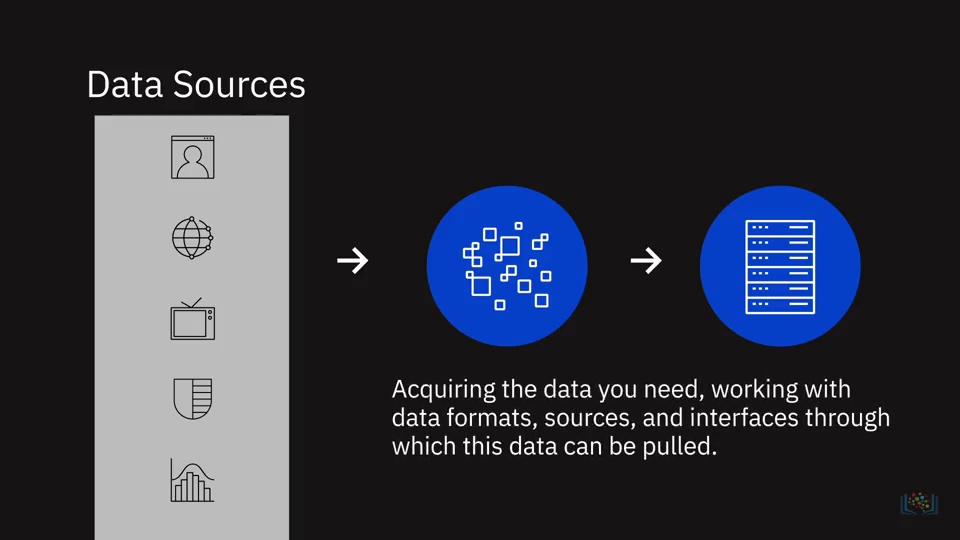 Data Sources
Acquiring the data you need, working with
data formats, sources, and interfaces through
which this data can be pulled.